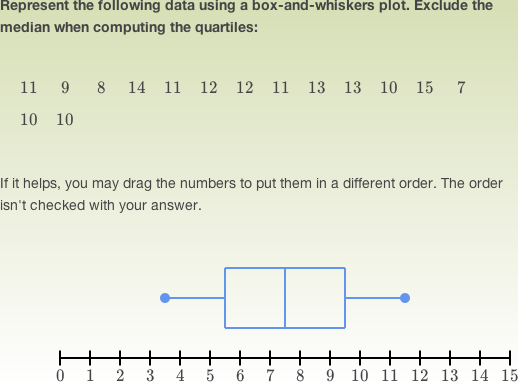 Represent the following data using a box-and-whiskers plot. Exclude the
median when computing the quartiles:
11 9 8 14 11 12 12 11 13 13 10 15 7
10 10
If it helps, you may drag the numbers to put them in a different order. The order
isn't checked with your answer.
0 1 2 3 4 5 6 7 8 9 10 11 12 13 14 15